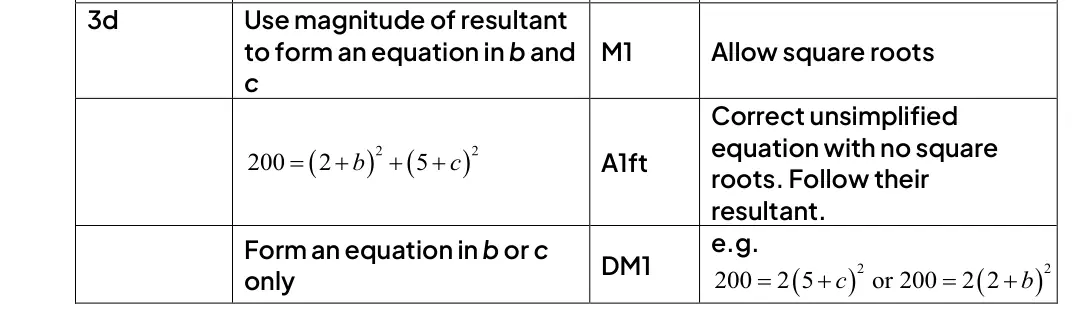 3d
Use magnitude of resultant
to form an equation in b and
c
M1
Allow square roots
200 = (2+b)² + (5+c)²
A1ft
Correct unsimplified
equation with no square
roots. Follow their
resultant.
Form an equation in b or c
only
DM1
e.g.
200 = 2(5+c)² or 200 = 2(2+b)²